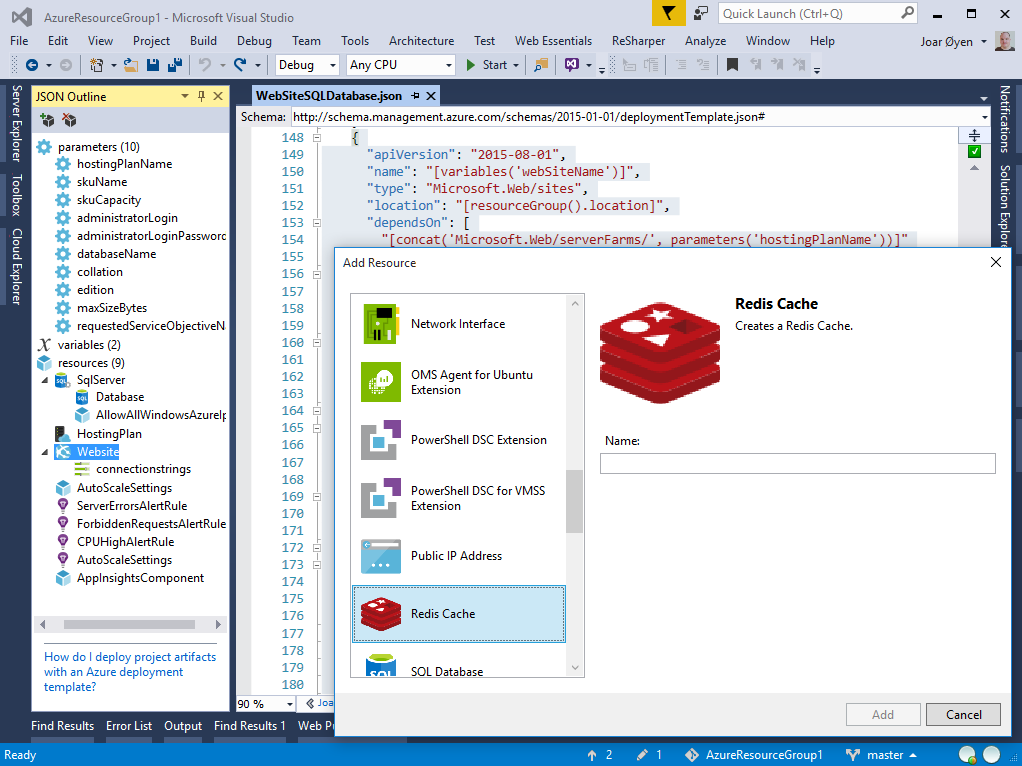 AzureResourceGroup1 - Microsoft Visual Studio
Quick Launch (Ctrl+Q)
File Edit View Project Build Debug Team Tools Architecture Test Web Essentials ReSharper Analyze Window Help Joar Øyen
Debug Any CPU Start
Server Explorer
Toolbox
Cloud Explorer
JSON Outline
parameters (10)
hostingPlanName
skuName
skuCapacity
administratorLogin
administratorLoginPassword
databaseName
collation
edition
maxSizeBytes
requestedServiceObjectiveN
variables (2)
resources (9)
SqlServer
Database
AllowAllWindowsAzureIp
HostingPlan
Website
connectionstrings
AutoScaleSettings
ServerErrorsAlertRule
ForbiddenRequestsAlertRule
CPUHighAlertRule
AutoScaleSettings
AppInsightsComponent
How do I deploy project artifacts
with an Azure deployment
template?
WebSiteSQLDatabase.json
Schema: http://schema.management.azure.com/schemas/2015-01-01/deploymentTemplate.json#
148 {
149 "apiVersion": "2015-08-01",
150 "name": "[variables('webSiteName')]",
151 "type": "Microsoft.Web/sites",
152 "location": "[resourceGroup().location]",
153 "dependsOn": [
154 "[concat('Microsoft.Web/serverFarms/', parameters('hostingPlanName'))]"
155
156
157
158
159
160
161
162
163
164
165
166
167
168
169
170
171
172
173
174
175
176
177
178
179
180
90 % Joa
Notifications
Solution Explorer
Add Resource
Network Interface
OMS Agent for Ubuntu
Extension
PowerShell DSC Extension
PowerShell DSC for VMSS
Extension
Public IP Address
Redis Cache
SQL
SQL Database
Redis Cache
Creates a Redis Cache.
Name:
Add Cancel
Find Results Error List Output Find Results 1 Web P
Ready 2 1 AzureResourceGroup1 master